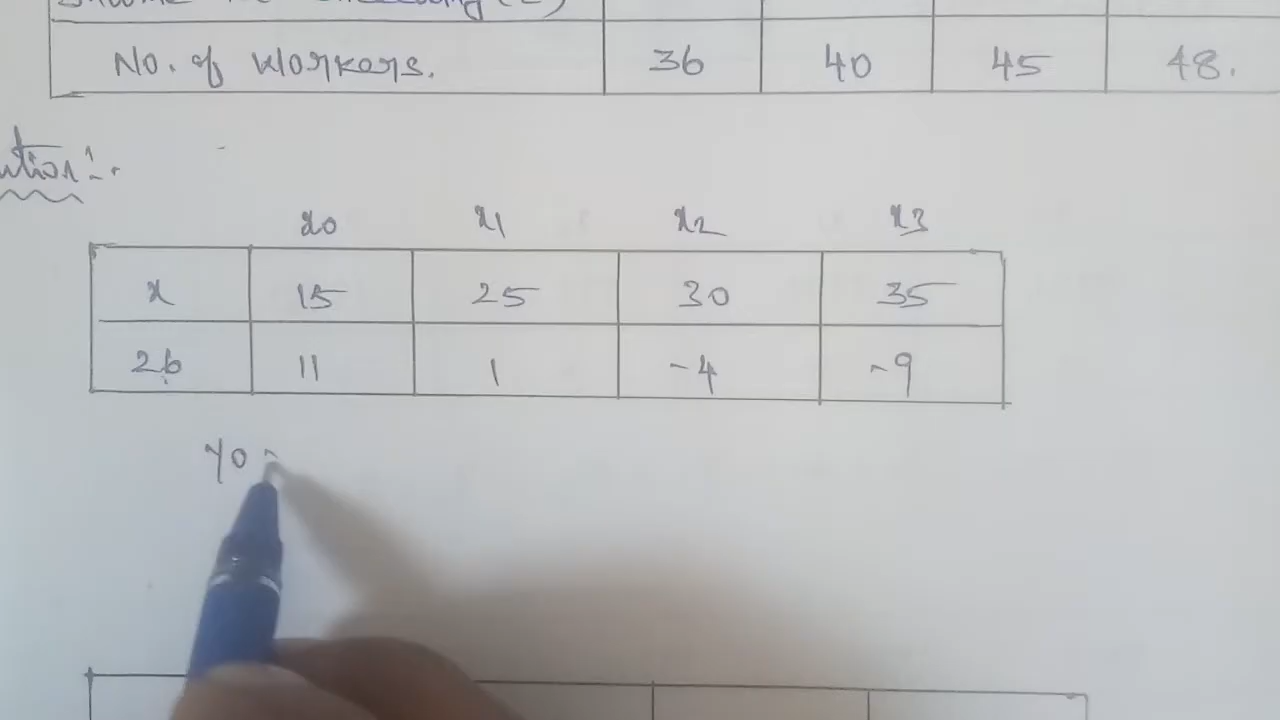 No. of workers. 36 40 45 48.
x0 x1 x2 x3
x 15 25 30 35
26 11 1 -4 -9
y0